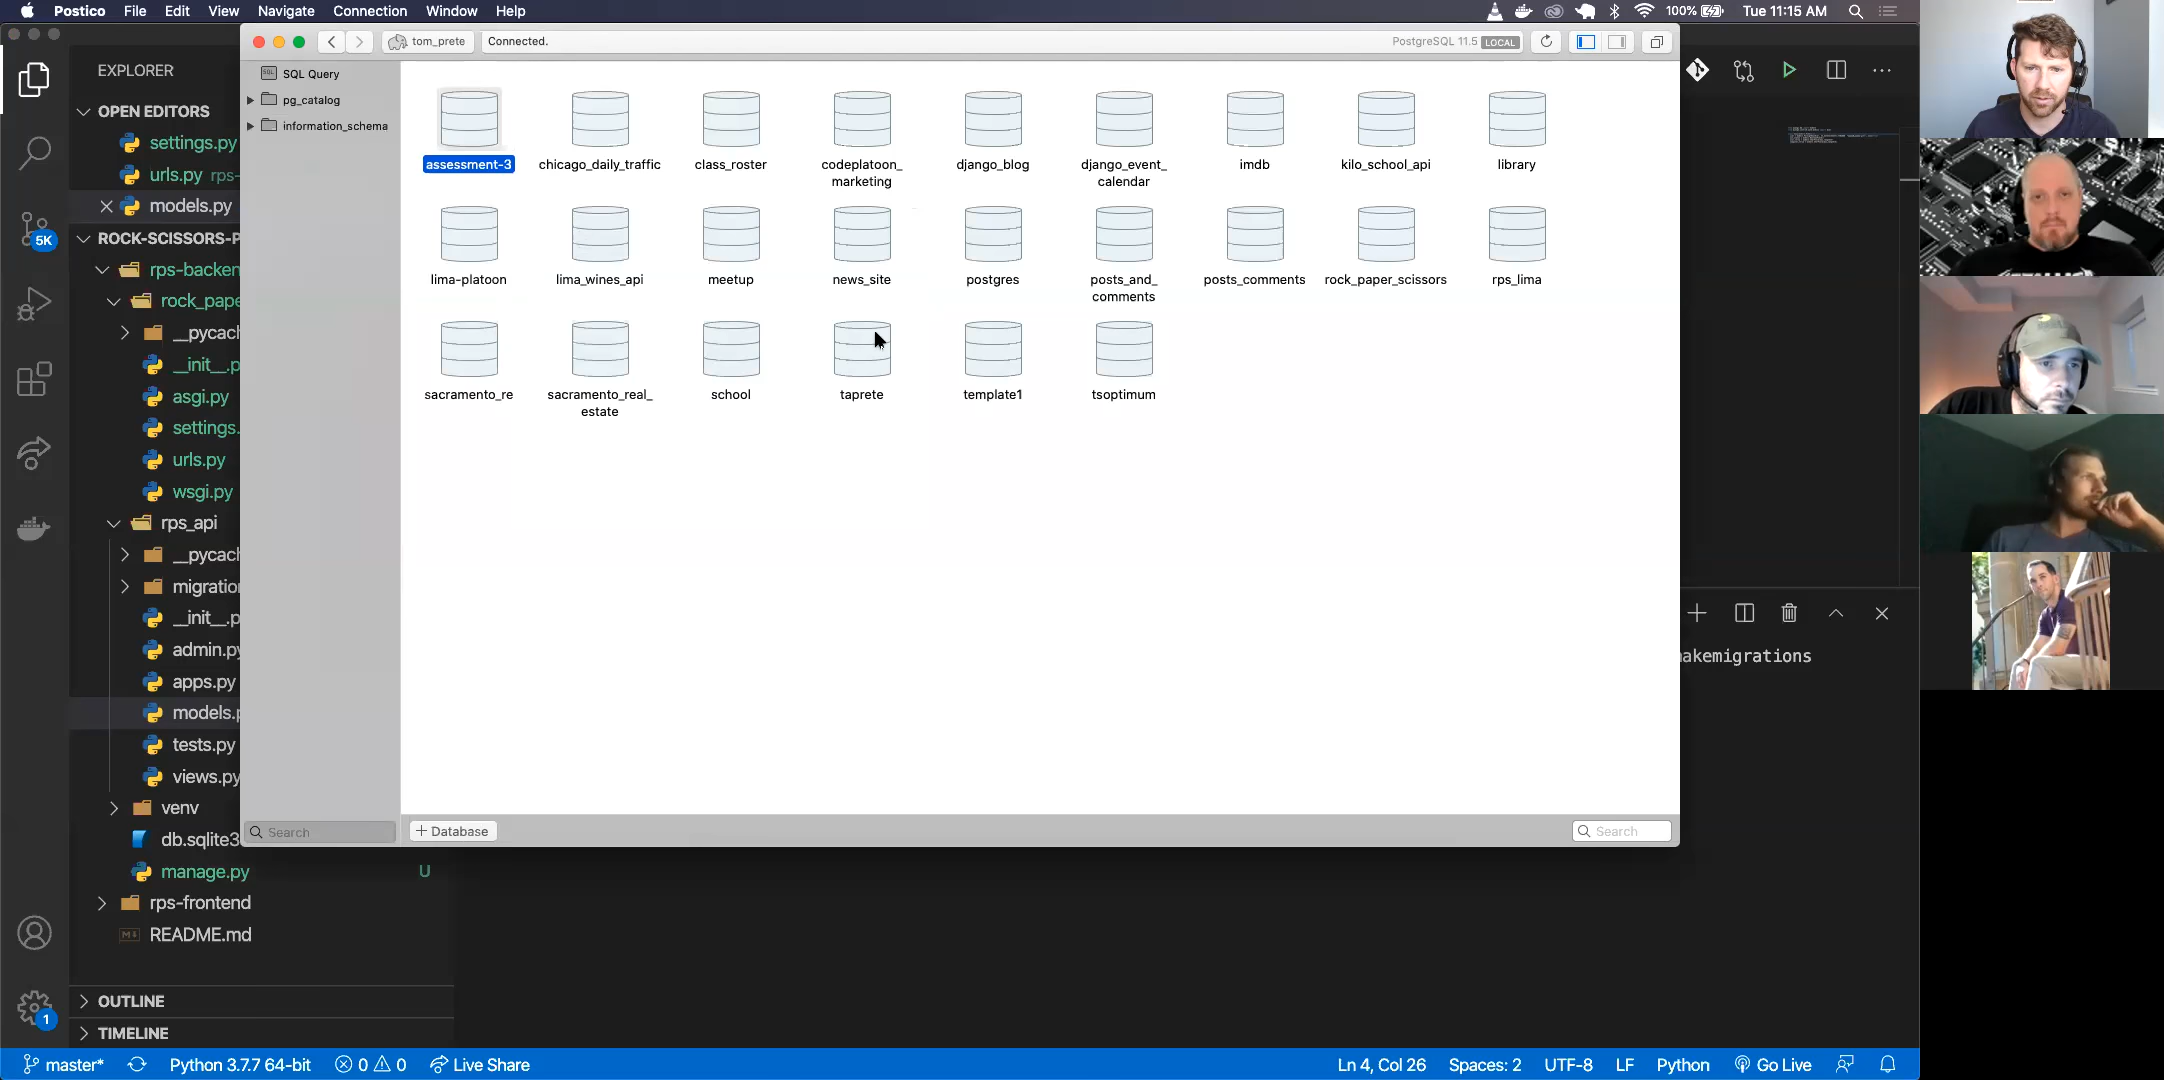 Postico File Edit View Navigate Connection Window Help
100% Tue 11:15 AM
tom_prete Connected. PostgreSQL 11.5 LOCAL
EXPLORER
OPEN EDITORS
settings.py
urls.py rps-
models.py
ROCK-SCISSORS-P
rps-backen
rock_pape
__pycach
__init__.p
asgi.py
settings.
urls.py
wsgi.py
rps_api
__pycach
migratio
__init__.p
admin.py
apps.py
models.p
tests.py
views.py
venv
db.sqlite3
manage.py U
rps-frontend
README.md
OUTLINE
TIMELINE
5K
1
SQL Query
pg_catalog
information_schema
Search
assessment-3
chicago_daily_traffic
class_roster
codeplatoon_
marketing
django_blog
django_event_
calendar
imdb
kilo_school_api
library
lima-platoon
lima_wines_api
meetup
news_site
postgres
posts_and_
comments
posts_comments
rock_paper_scissors
rps_lima
sacramento_re
sacramento_real_
estate
school
taprete
template1
tsoptimum
+ Database
Search
akemigrations
master* Python 3.7.7 64-bit 0 0 Live Share
Ln 4, Col 26 Spaces: 2 UTF-8 LF Python Go Live